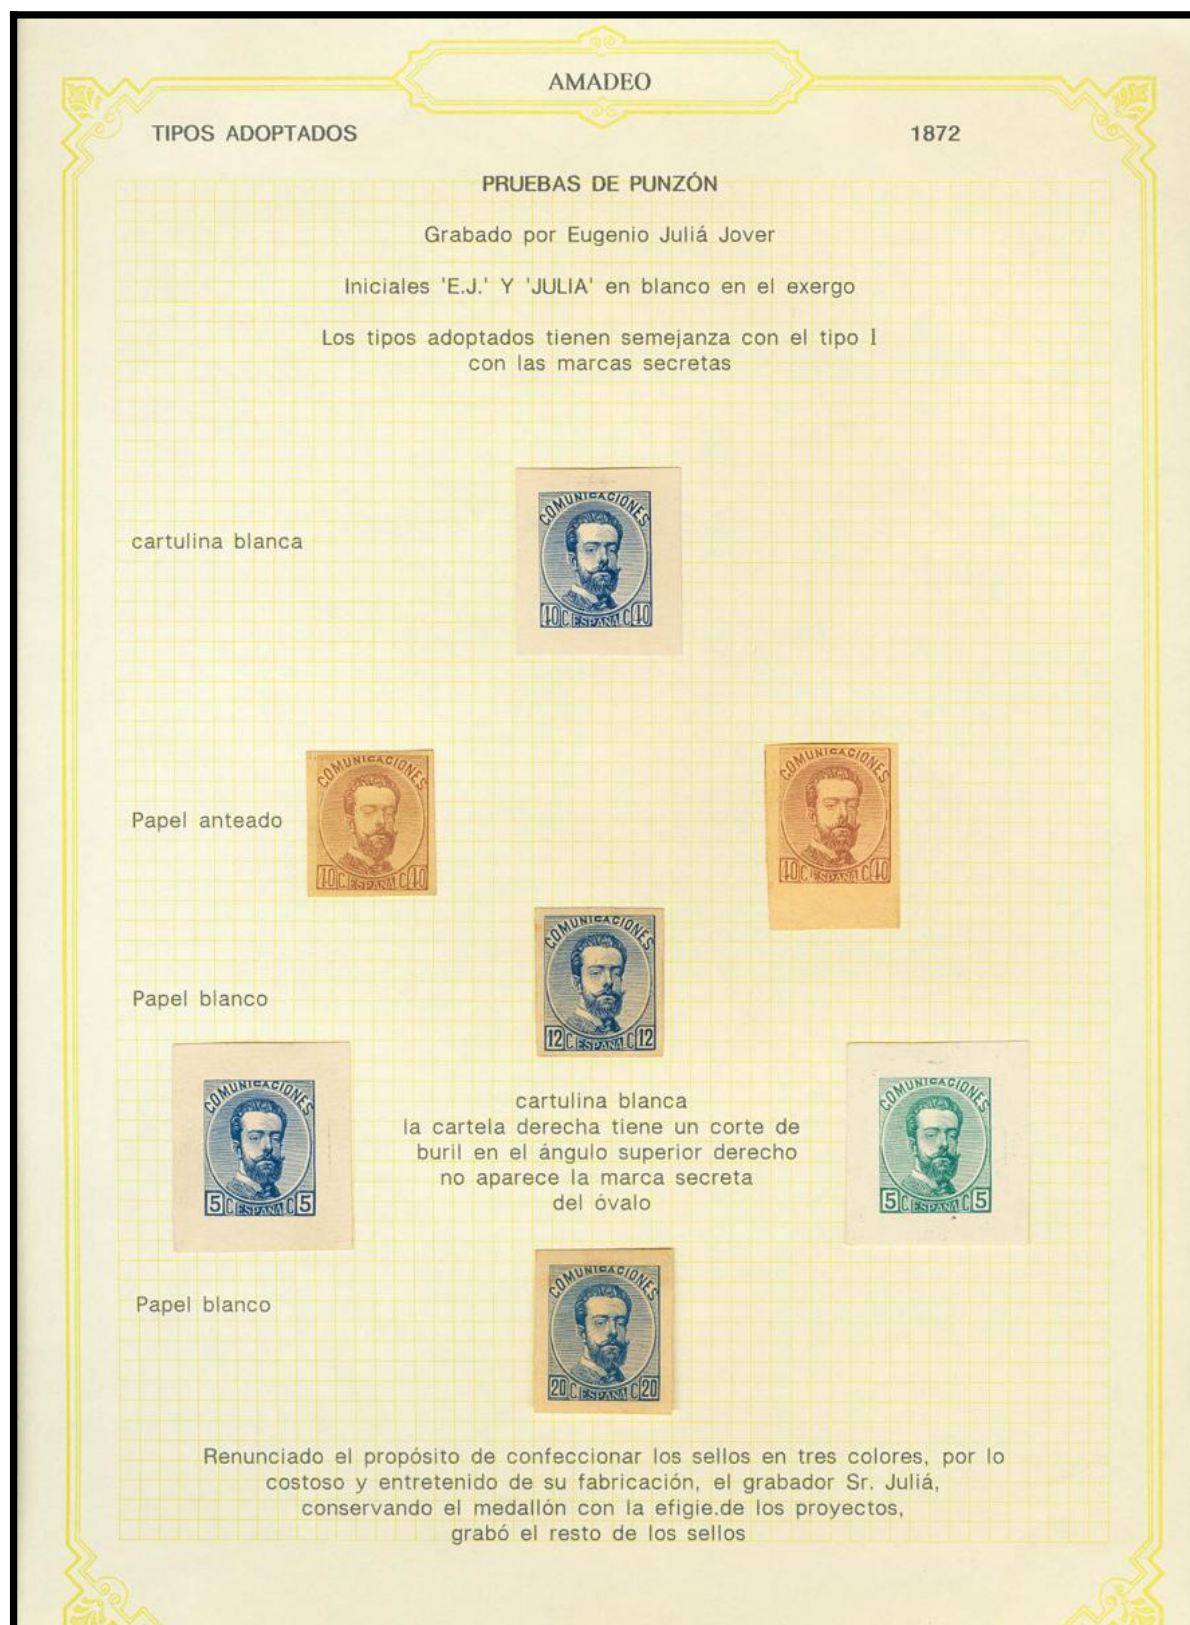 AMADEO
TIPOS ADOPTADOS 1872
PRUEBAS DE PUNZÓN
Grabado por Eugenio Juliá Jover
Iniciales 'E.J.' Y 'JULIA' en blanco en el exergo
Los tipos adoptados tienen semejanza con el tipo I
con las marcas secretas
COMUNICACIONES
cartulina blanca
40 C ESPAÑA C 40
COMUNICACIONES COMUNICACIONES
Papel anteado
40 C ESPAÑA C 40 40 C ESPAÑA C 40
COMUNICACIONES
Papel blanco
12 C ESPAÑA C 12
COMUNICACIONES COMUNICACIONES
5 C ESPAÑA C 5 5 C ESPAÑA C 5
cartulina blanca
la cartela derecha tiene un corte de
buril en el ángulo superior derecho
no aparece la marca secreta
del óvalo
COMUNICACIONES
Papel blanco
20 C ESPAÑA C 20
Renunciado el propósito de confeccionar los sellos en tres colores, por lo
costoso y entretenido de su fabricación, el grabador Sr. Juliá,
conservando el medallón con la efigie.de los proyectos,
grabó el resto de los sellos